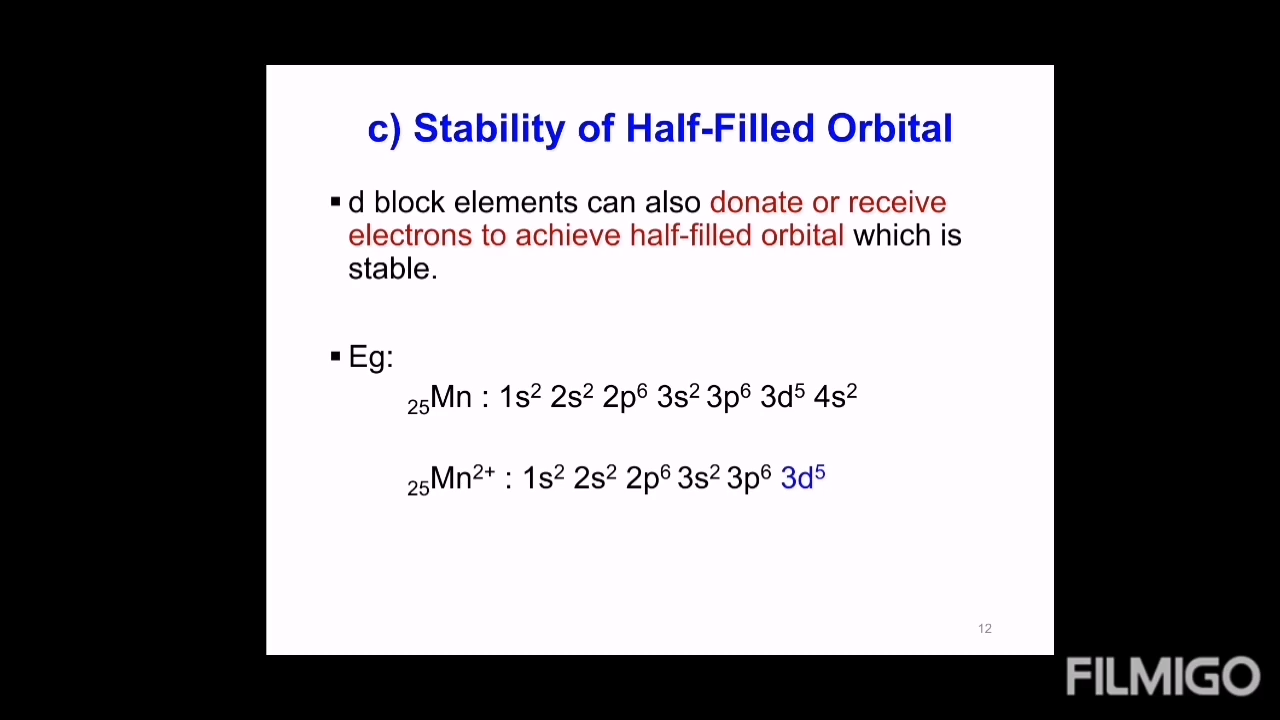 c) Stability of Half-Filled Orbital
▪ d block elements can also donate or receive
electrons to achieve half-filled orbital which is
stable.
▪ Eg:
₂₅Mn : 1s² 2s² 2p⁶ 3s² 3p⁶ 3d⁵ 4s²
₂₅Mn²⁺ : 1s² 2s² 2p⁶ 3s² 3p⁶ 3d⁵
12
FILMIGO